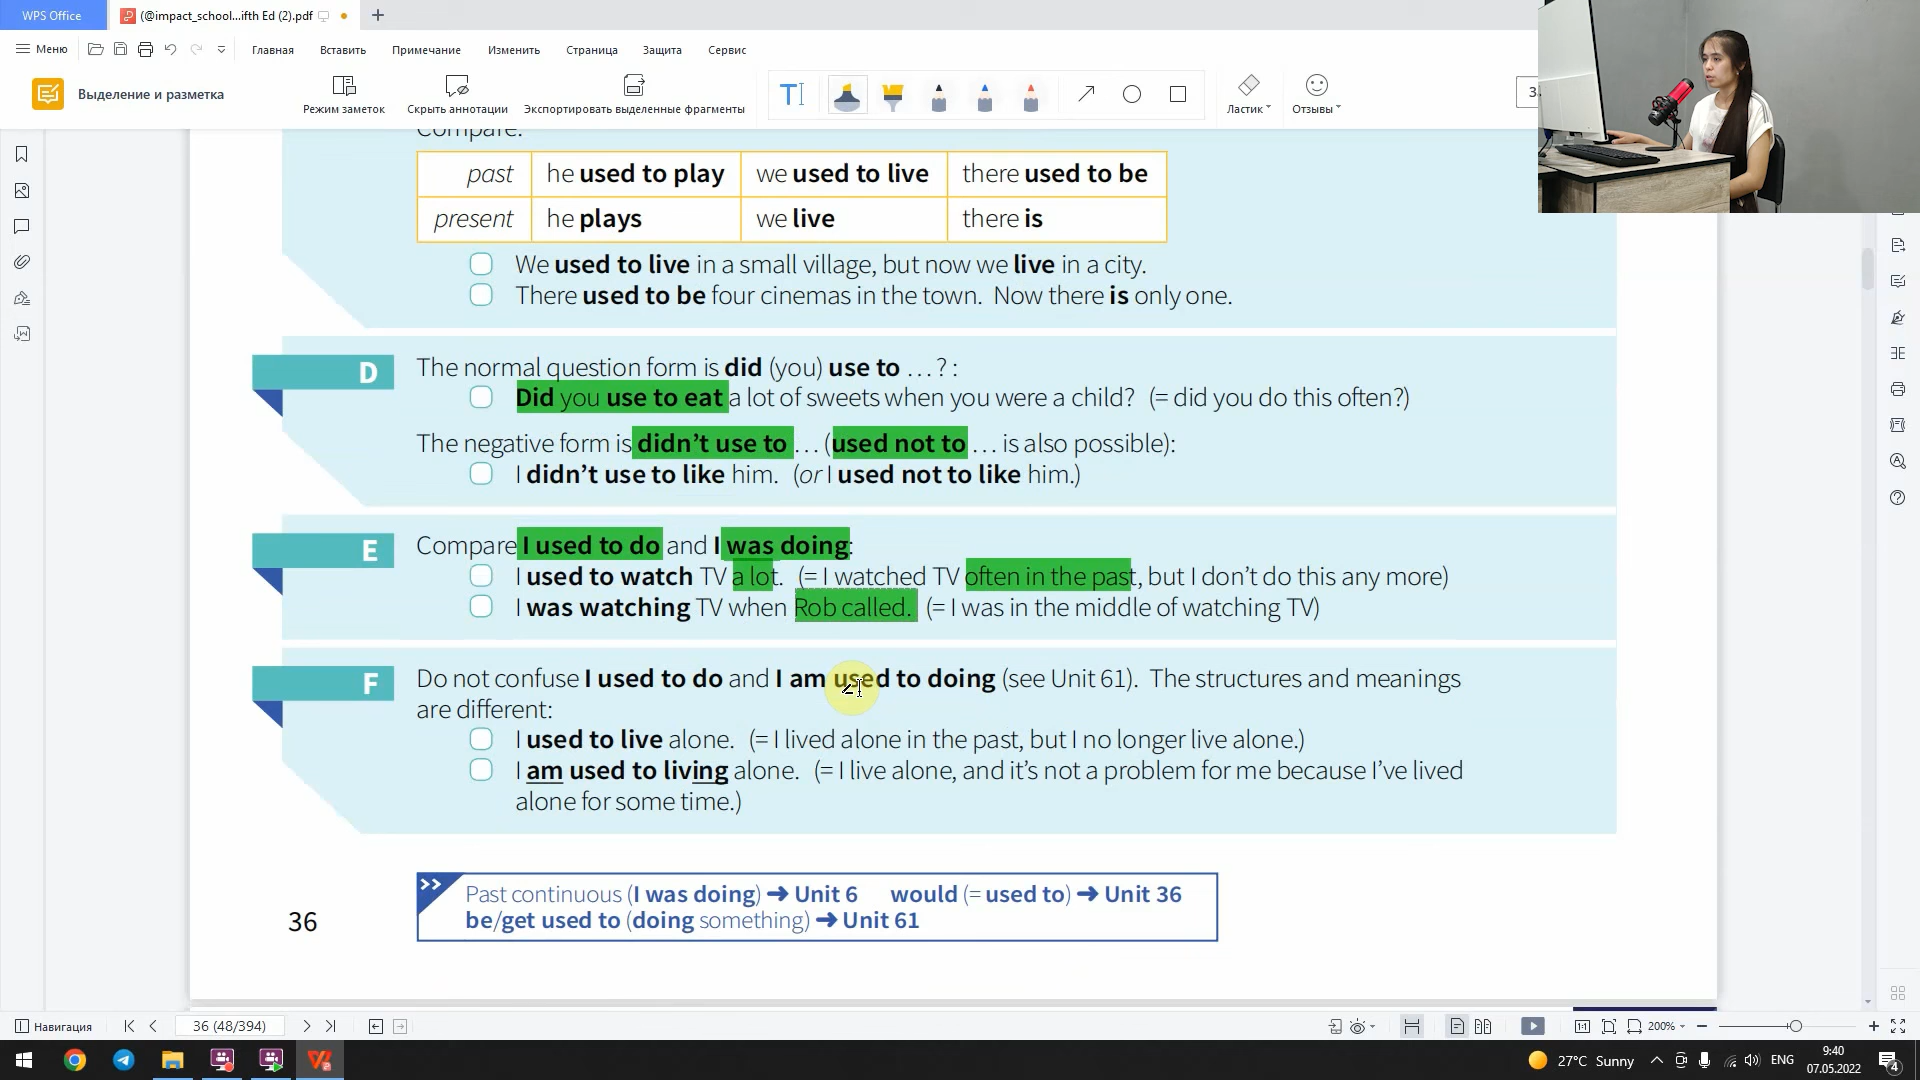 WPS Office
(@impact_school...ifth Ed (2).pdf
Меню
Главная
Вставить
Примечание
Изменить
Страница
Защита
Сервис
Выделение и разметка
Режим заметок
Скрыть аннотации
Экспортировать выделенные фрагменты
Ластик
Отзывы
Compare:
past he used to play we used to live there used to be
present he plays we live there is
We used to live in a small village, but now we live in a city.
There used to be four cinemas in the town. Now there is only one.
D
The normal question form is did (you) use to … ? :
Did you use to eat a lot of sweets when you were a child? (= did you do this often?)
The negative form is didn’t use to … (used not to … is also possible):
I didn’t use to like him. (or I used not to like him.)
E
Compare I used to do and I was doing:
I used to watch TV a lot. (= I watched TV often in the past, but I don’t do this any more)
I was watching TV when Rob called. (= I was in the middle of watching TV)
F
Do not confuse I used to do and I am used to doing (see Unit 61). The structures and meanings
are different:
I used to live alone. (= I lived alone in the past, but I no longer live alone.)
I am used to living alone. (= I live alone, and it’s not a problem for me because I’ve lived
alone for some time.)
Past continuous (I was doing) ➜ Unit 6 would (= used to) ➜ Unit 36
be/get used to (doing something) ➜ Unit 61
36
Навигация
36 (48/394)
200%
27°C Sunny
ENG
9:40
07.05.2022
4